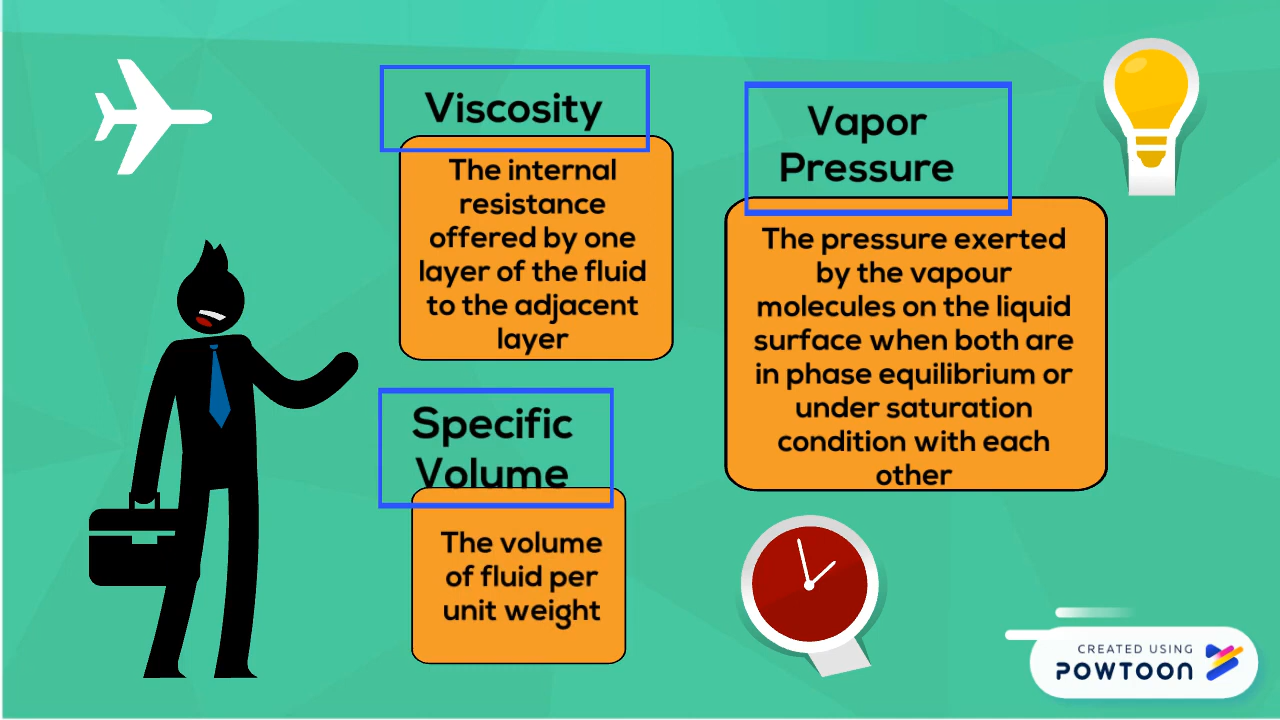 Viscosity
The internal
resistance
offered by one
layer of the fluid
to the adjacent
layer
Specific
Volume
The volume
of fluid per
unit weight
Vapor
Pressure
The pressure exerted
by the vapour
molecules on the liquid
surface when both are
in phase equilibrium or
under saturation
condition with each
other
CREATED USING
POWTOON